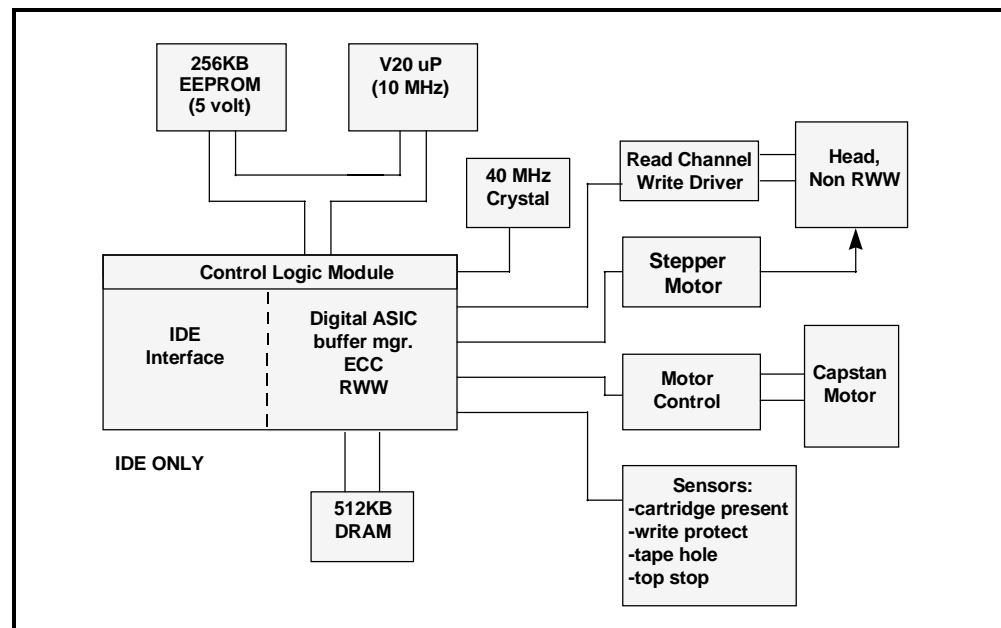 256KB
EEPROM
(5 volt)
V20 uP
(10 MHz)
40 MHz
Crystal
Read Channel
Write Driver
Head,
Non RWW
Stepper
Motor
Control Logic Module
IDE
Interface
Digital ASIC
buffer mgr.
ECC
RWW
Motor
Control
Capstan
Motor
IDE ONLY
512KB
DRAM
Sensors:
-cartridge present
-write protect
-tape hole
-top stop